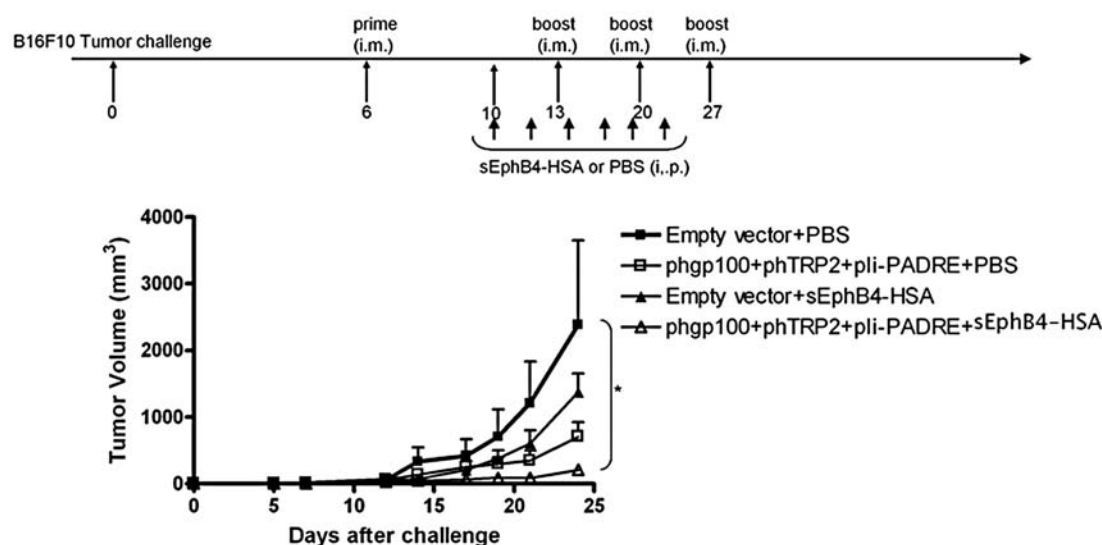 prime boost boost boost
B16F10 Tumor challenge (i.m.) (i.m.) (i.m.) (i.m.)
0 6 10 13 20 27
sEphB4-HSA or PBS (i,.p.)
4000
3000
2000
1000
0
Tumor Volume (mm³)
0 5 10 15 20 25
Days after challenge
Empty vector+PBS
phgp100+phTRP2+pIi-PADRE+PBS
Empty vector+sEphB4-HSA
phgp100+phTRP2+pIi-PADRE+sEphB4-HSA
*